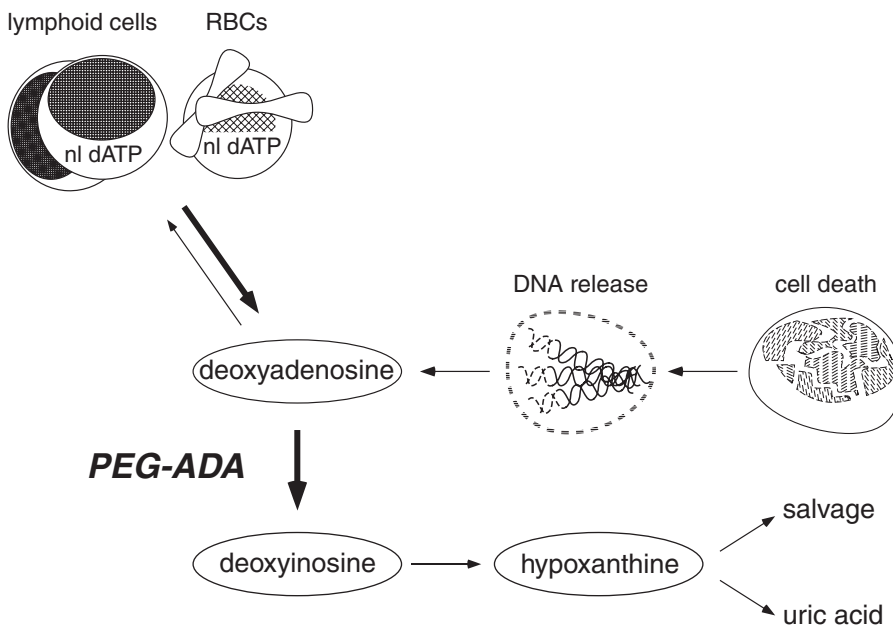 lymphoid cells
RBCs
nl dATP
nl dATP
DNA release
cell death
deoxyadenosine
PEG-ADA
salvage
deoxyinosine
hypoxanthine
uric acid